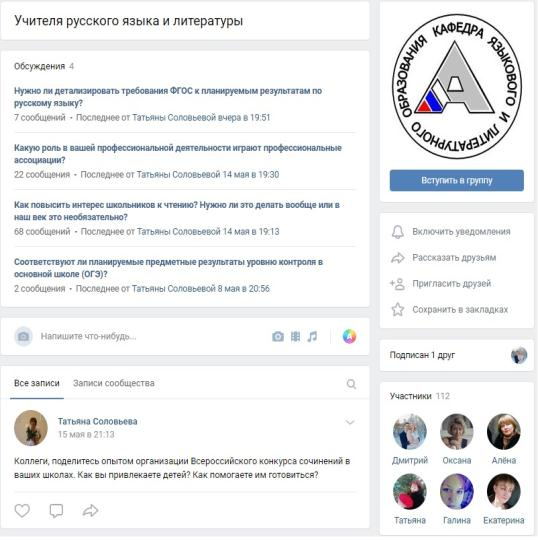 Учителя русского языка и литературы
Обсуждения 4
Нужно ли детализировать требования ФГОС к планируемым результатам по
русскому языку?
7 сообщений • Последнее от Татьяны Соловьевой вчера в 19:51
Какую роль в вашей профессиональной деятельности играют профессиональные
ассоциации?
22 сообщения • Последнее от Татьяны Соловьевой 14 мая в 19:30
Как повысить интерес школьников к чтению? Нужно ли это делать вообще или в
наш век это необязательно?
68 сообщений • Последнее от Татьяны Соловьевой 14 мая в 19:13
Соответствуют ли планируемые предметные результаты уровню контроля в
основной школе (ОГЭ)?
2 сообщения • Последнее от Татьяны Соловьевой 8 мая в 20:56
Напишите что-нибудь...
Все записи Записи сообщества
Татьяна Соловьева
15 мая в 21:13
Коллеги, поделитесь опытом организации Всероссийского конкурса сочинений в
ваших школах. Как вы привлекаете детей? Как помогаете им готовиться?
КАФЕДРА ЯЗЫКОВОГО И ЛИТЕРАТУРНОГО ОБРАЗОВАНИЯ
Вступить в группу
Включить уведомления
Рассказать друзьям
Пригласить друзей
Сохранить в закладках
Подписан 1 друг
Участники 112
Дмитрий Оксана Алёна
Татьяна Галина Екатерина